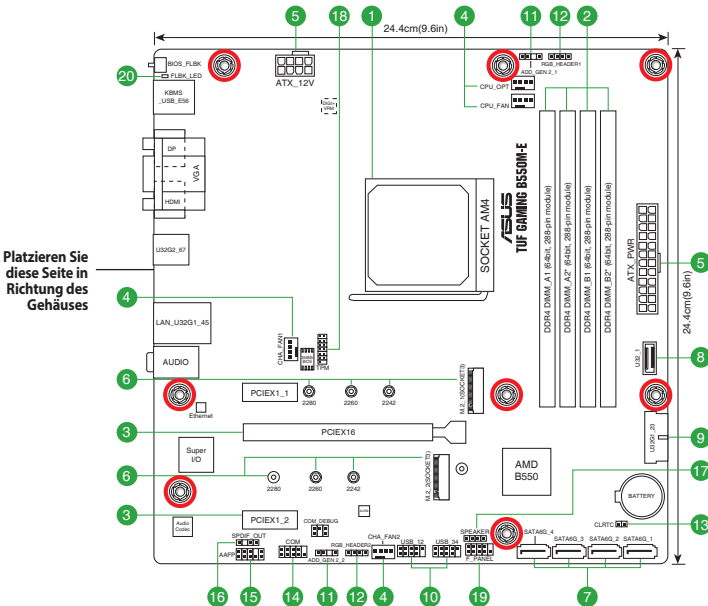 24.4cm(9.6in)
5
18
1
4
11
12
BIOS_FLBK
20
FLBK_LED
KBMS
_USB_E56
ATX_12V
DIGI+
VRM
CPU_OPT
CPU_FAN
ADD_GEN 2_1
RGB_HEADER1
2
DP
VGA
HDMI
U32G2_67
Platzieren Sie
diese Seite in
Richtung des
Gehäuses
SOCKET AM4
ASUS
TUF GAMING B550M-E
DDR4 DIMM_A1 (64bit, 288-pin module)
DDR4 DIMM_A2* (64bit, 288-pin module)
DDR4 DIMM_B1 (64bit, 288-pin module)
DDR4 DIMM_B2* (64bit, 288-pin module)
ATX_PWR
5
24.4cm(9.6in)
4
LAN_U32G1_45
AUDIO
CHA_FAN1
TPM
U32_1
8
6
PCIEX1_1
2280
2260
2242
M.2_1(SOCKET3)
Ethernet
3
PCIEX16
U32G1_23
9
Super
I/O
6
2280
2260
2242
M.2_2(SOCKET3)
AMD
B550
17
BATTERY
3
Audio
Codec
PCIEX1_2
COM_DEBUG
CLRTC
13
SPDIF_OUT
AAFP
COM
ADD_GEN 2_2
RGB_HEADER2
CHA_FAN2
USB_12
USB_34
SPEAKER
F_PANEL
SATA6G_4
SATA6G_3
SATA6G_2
SATA6G_1
16
15
14
11
12
4
10
19
7